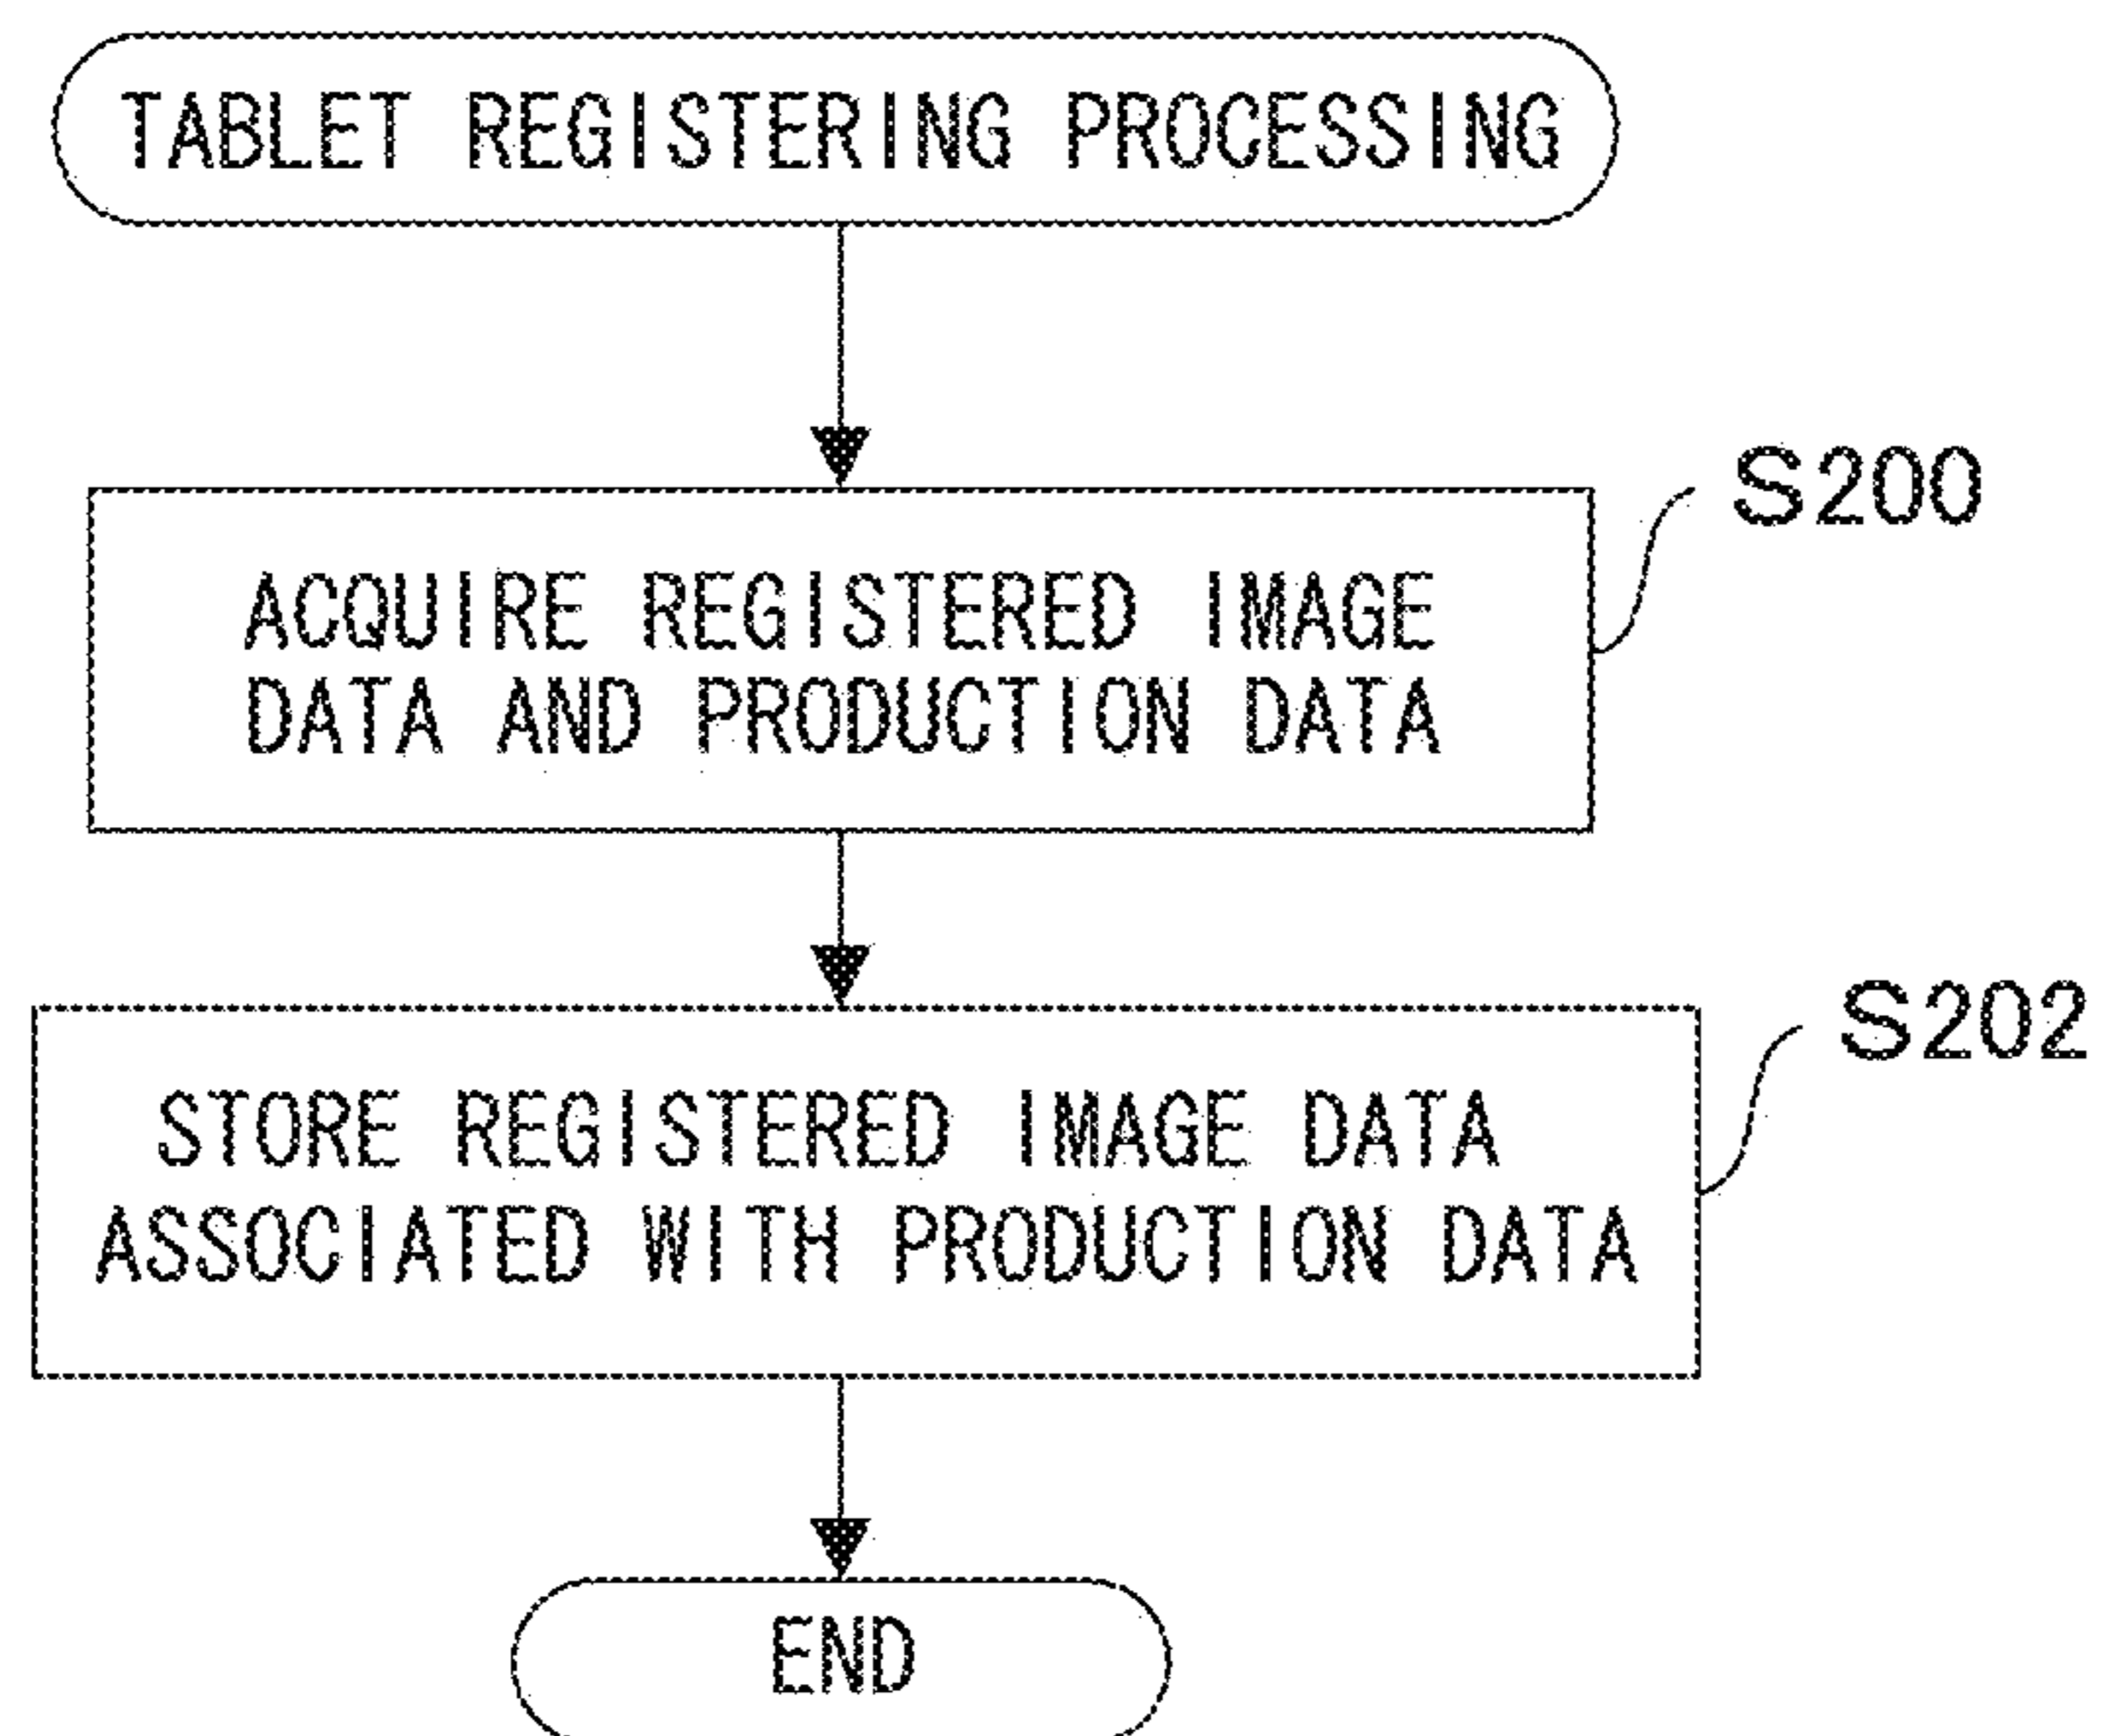 TABLET REGISTERING PROCESSING
S200
ACQUIRE REGISTERED IMAGE
DATA AND PRODUCTION DATA
S202
STORE REGISTERED IMAGE DATA
ASSOCIATED WITH PRODUCTION DATA
END